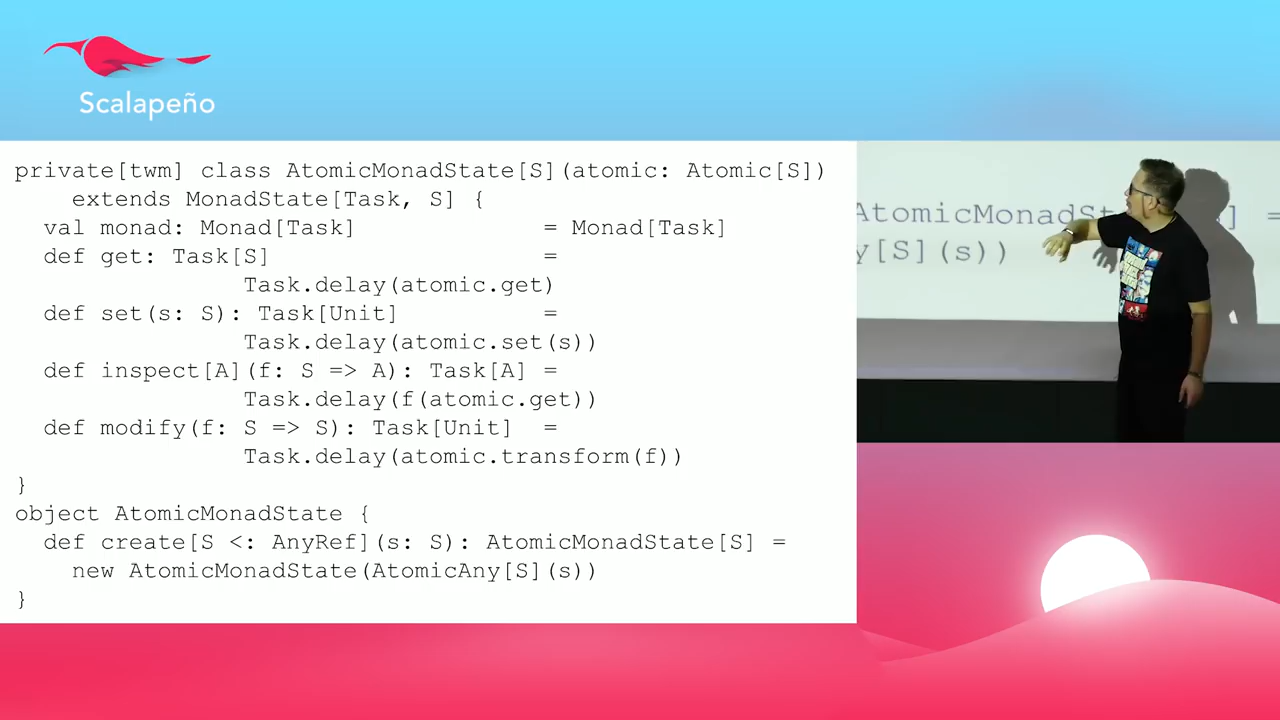 Scalapeño
private[twm] class AtomicMonadState[S](atomic: Atomic[S])
extends MonadState[Task, S] {
val monad: Monad[Task] = Monad[Task]
def get: Task[S] =
Task.delay(atomic.get)
def set(s: S): Task[Unit] =
Task.delay(atomic.set(s))
def inspect[A](f: S => A): Task[A] =
Task.delay(f(atomic.get))
def modify(f: S => S): Task[Unit] =
Task.delay(atomic.transform(f))
}
object AtomicMonadState {
def create[S <: AnyRef](s: S): AtomicMonadState[S] =
new AtomicMonadState(AtomicAny[S](s))
}
AtomicMonadSt ] =
y[S](s))